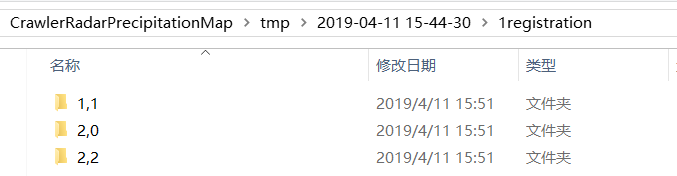 CrawlerRadarPrecipitationMap > tmp > 2019-04-11 15-44-30 > 1registration
名称 修改日期 类型
1,1 2019/4/11 15:51 文件夹
2,0 2019/4/11 15:51 文件夹
2,2 2019/4/11 15:51 文件夹